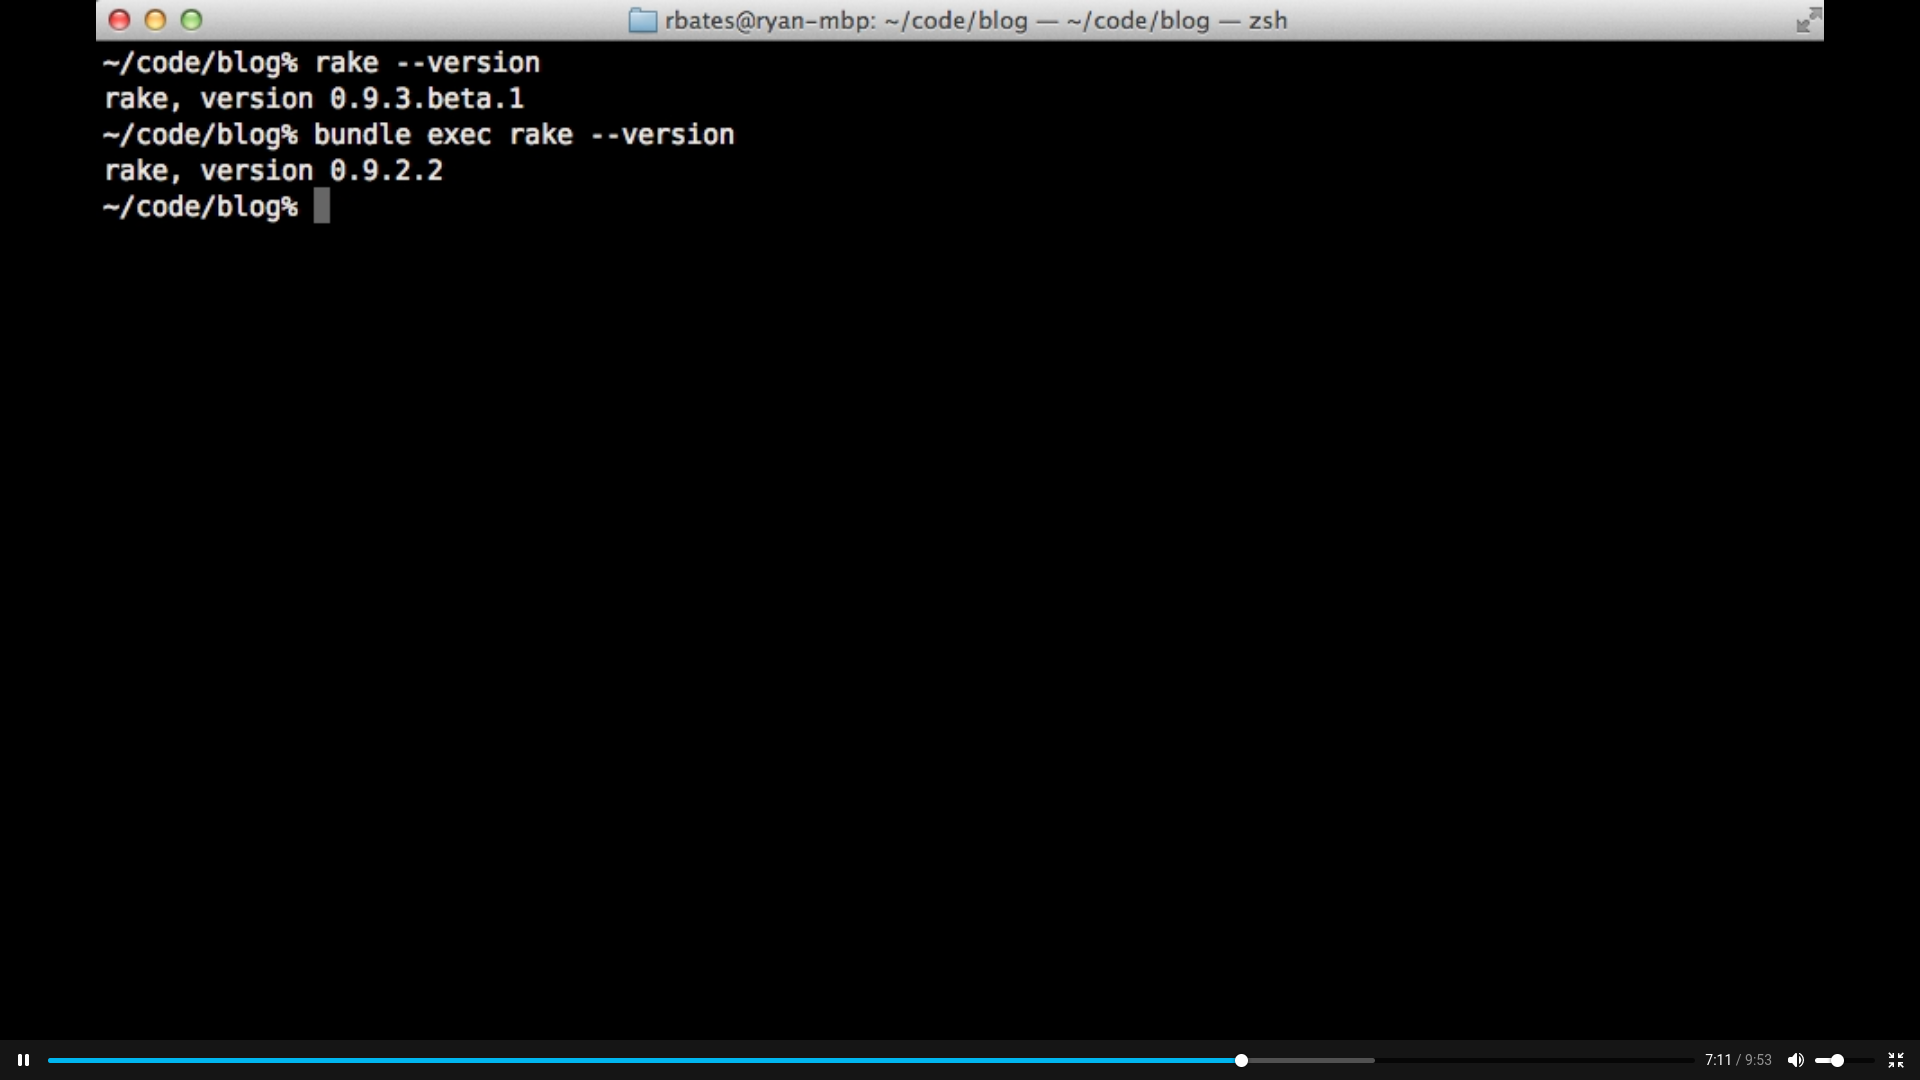 rbates@ryan-mbp: ~/code/blog — ~/code/blog — zsh
~/code/blog% rake --version
rake, version 0.9.3.beta.1
~/code/blog% bundle exec rake --version
rake, version 0.9.2.2
~/code/blog%
7:11 / 9:53